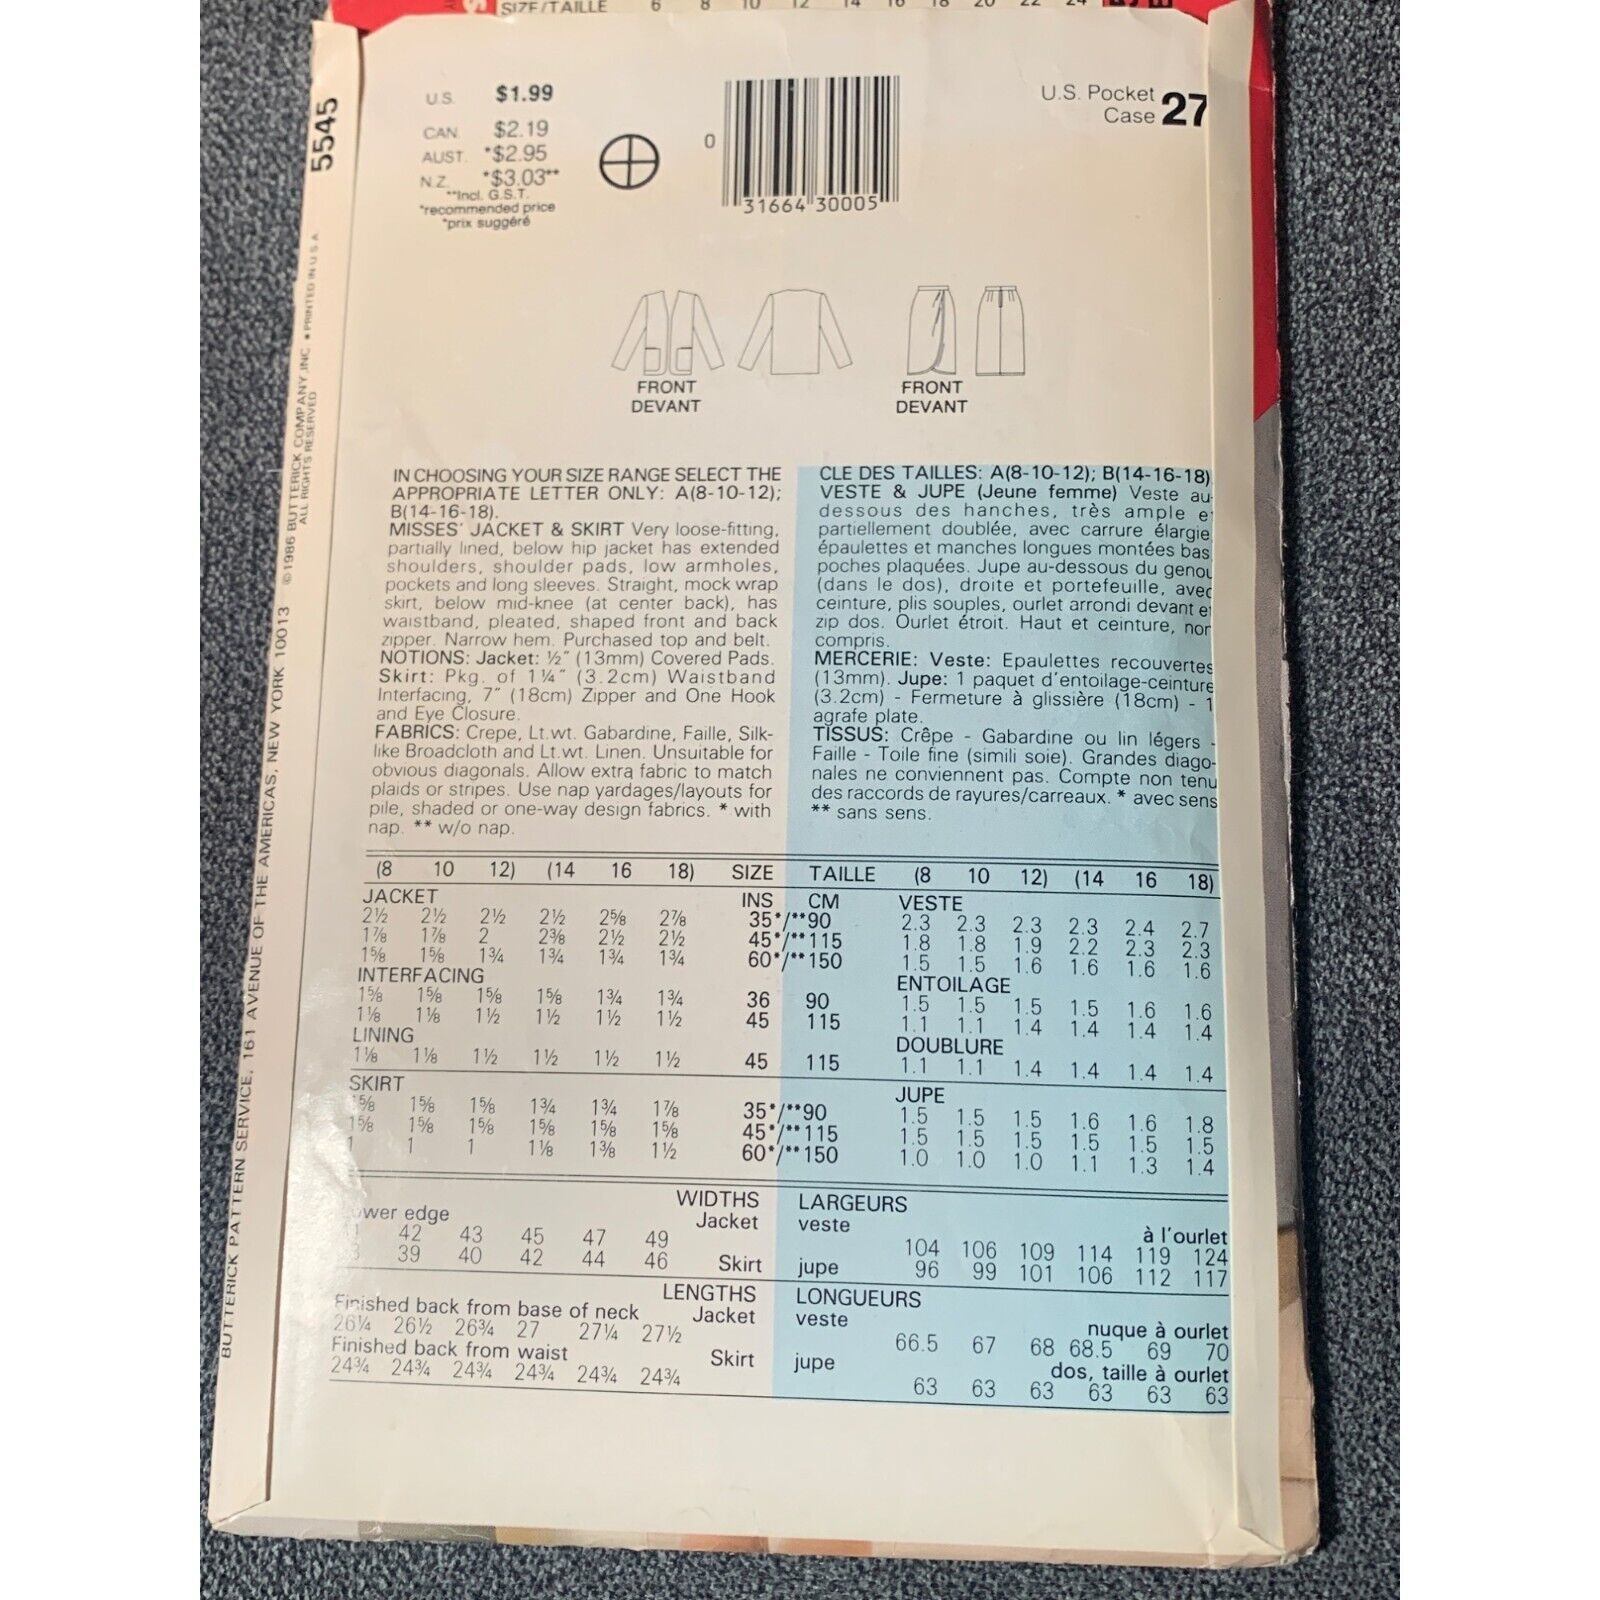 SIZE/TAILLE 6 8 10 12 14 16 18 20 22 24
5545
BUTTERICK PATTERN SERVICE, 161 AVENUE OF THE AMERICAS, NEW YORK 10013 ©1986 BUTTERICK COMPANY, INC. • PRINTED IN U.S.A.
ALL RIGHTS RESERVED
U.S. $1.99
CAN. $2.19
AUST. *$2.95
N.Z. *$3.03**
**Incl. G.S.T.
*recommended price
*prix suggéré
0 31664 30005
U.S. Pocket
Case 27
FRONT
DEVANT
FRONT
DEVANT
IN CHOOSING YOUR SIZE RANGE SELECT THE
APPROPRIATE LETTER ONLY: A(8-10-12);
B(14-16-18).
MISSES' JACKET & SKIRT Very loose-fitting,
partially lined, below hip jacket has extended
shoulders, shoulder pads, low armholes,
pockets and long sleeves. Straight, mock wrap
skirt, below mid-knee (at center back), has
waistband, pleated, shaped front and back
zipper. Narrow hem. Purchased top and belt.
NOTIONS: Jacket: ½" (13mm) Covered Pads.
Skirt: Pkg. of 1¼" (3.2cm) Waistband
Interfacing, 7" (18cm) Zipper and One Hook
and Eye Closure.
FABRICS: Crepe, Lt.wt. Gabardine, Faille, Silk-
like Broadcloth and Lt.wt. Linen. Unsuitable for
obvious diagonals. Allow extra fabric to match
plaids or stripes. Use nap yardages/layouts for
pile, shaded or one-way design fabrics. * with
nap. ** w/o nap.
CLE DES TAILLES: A(8-10-12); B(14-16-18)
VESTE & JUPE (Jeune femme) Veste au-
dessous des hanches, très ample et
partiellement doublée, avec carrure élargie
épaulettes et manches longues montées bas
poches plaquées. Jupe au-dessous du genou
(dans le dos), droite et portefeuille, avec
ceinture, plis souples, ourlet arrondi devant et
zip dos. Ourlet étroit. Haut et ceinture, non
compris.
MERCERIE: Veste: Epaulettes recouvertes
(13mm). Jupe: 1 paquet d'entoilage-ceinture
(3.2cm) - Fermeture à glissière (18cm) - 1
agrafe plate.
TISSUS: Crêpe - Gabardine ou lin légers -
Faille - Toile fine (simili soie). Grandes diago-
nales ne conviennent pas. Compte non tenu
des raccords de rayures/carreaux. * avec sens
** sans sens.
(8 10 12) (14 16 18) SIZE TAILLE (8 10 12) (14 16 18)
JACKET INS CM VESTE
2½ 2½ 2½ 2½ 2⅝ 2⅞ 35*/**90 2.3 2.3 2.3 2.3 2.4 2.7
1⅞ 1⅞ 2 2⅜ 2½ 2½ 45*/**115 1.8 1.8 1.9 2.2 2.3 2.3
1⅝ 1⅝ 1¾ 1¾ 1¾ 1¾ 60*/**150 1.5 1.5 1.6 1.6 1.6 1.6
INTERFACING ENTOILAGE
1⅝ 1⅝ 1⅝ 1⅝ 1¾ 1¾ 36 90 1.5 1.5 1.5 1.5 1.6 1.6
1⅛ 1⅛ 1½ 1½ 1½ 1½ 45 115 1.1 1.1 1.4 1.4 1.4 1.4
LINING DOUBLURE
1⅛ 1⅛ 1½ 1½ 1½ 1½ 45 115 1.1 1.1 1.4 1.4 1.4 1.4
SKIRT JUPE
1⅝ 1⅝ 1⅝ 1¾ 1¾ 1⅞ 35*/**90 1.5 1.5 1.5 1.6 1.6 1.8
1⅝ 1⅝ 1⅝ 1⅝ 1⅝ 1⅝ 45*/**115 1.5 1.5 1.5 1.5 1.5 1.5
1 1 1 1⅛ 1⅜ 1½ 60*/**150 1.0 1.0 1.0 1.1 1.3 1.4
WIDTHS LARGEURS
Lower edge Jacket veste à l'ourlet
42 43 45 47 49 104 106 109 114 119 124
39 40 42 44 46 Skirt jupe 96 99 101 106 112 117
LENGTHS LONGUEURS
Finished back from base of neck Jacket veste nuque à ourlet
26¼ 26½ 26¾ 27 27¼ 27½ 66.5 67 68 68.5 69 70
Finished back from waist Skirt jupe dos, taille à ourlet
24¾ 24¾ 24¾ 24¾ 24¾ 24¾ 63 63 63 63 63 63